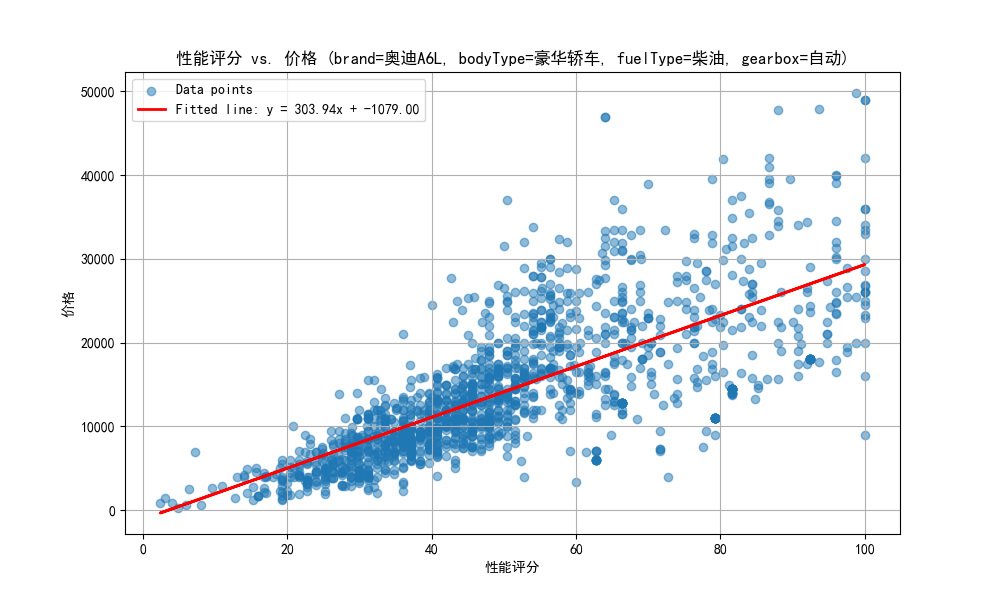 性能评分 vs. 价格 (brand=奥迪A6L, bodyType=豪华轿车, fuelType=柴油, gearbox=自动)
Data points
Fitted line: y = 303.94x + -1079.00
50000
40000
30000
20000
10000
0
价格
0 20 40 60 80 100
性能评分